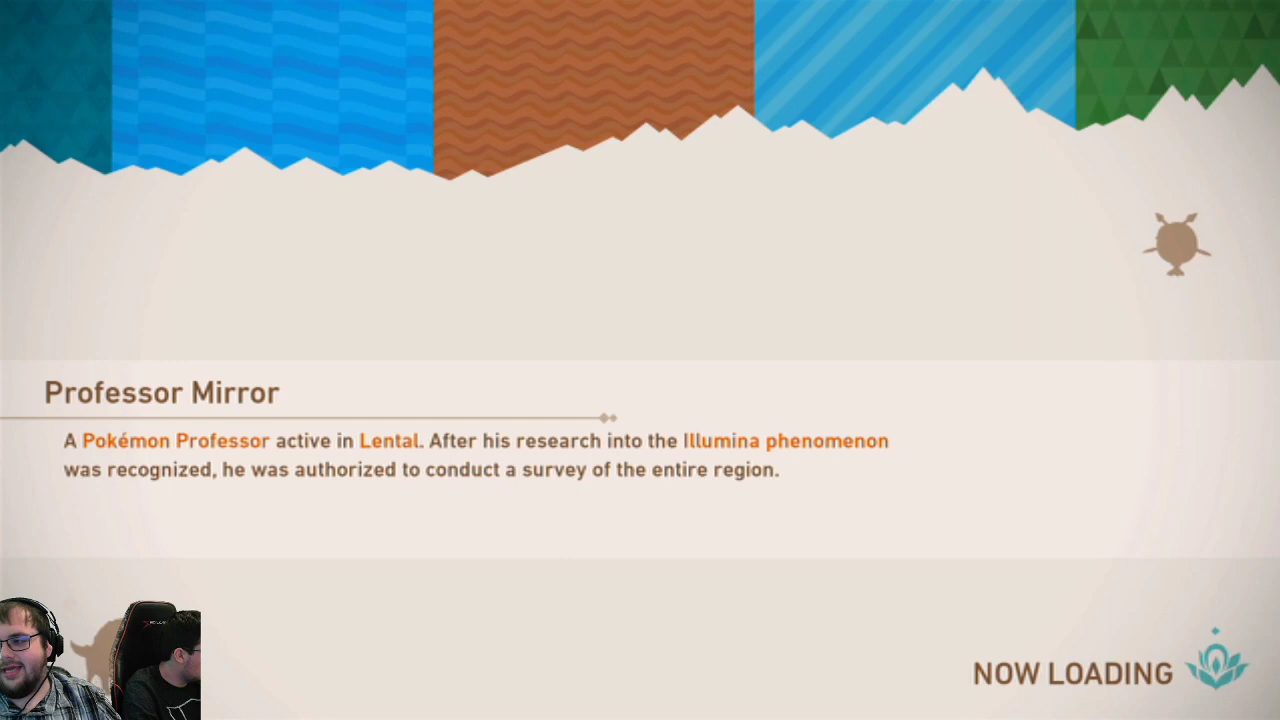 Professor Mirror
A Pokémon Professor active in Lental. After his research into the Illumina phenomenon
was recognized, he was authorized to conduct a survey of the entire region.
NOW LOADING